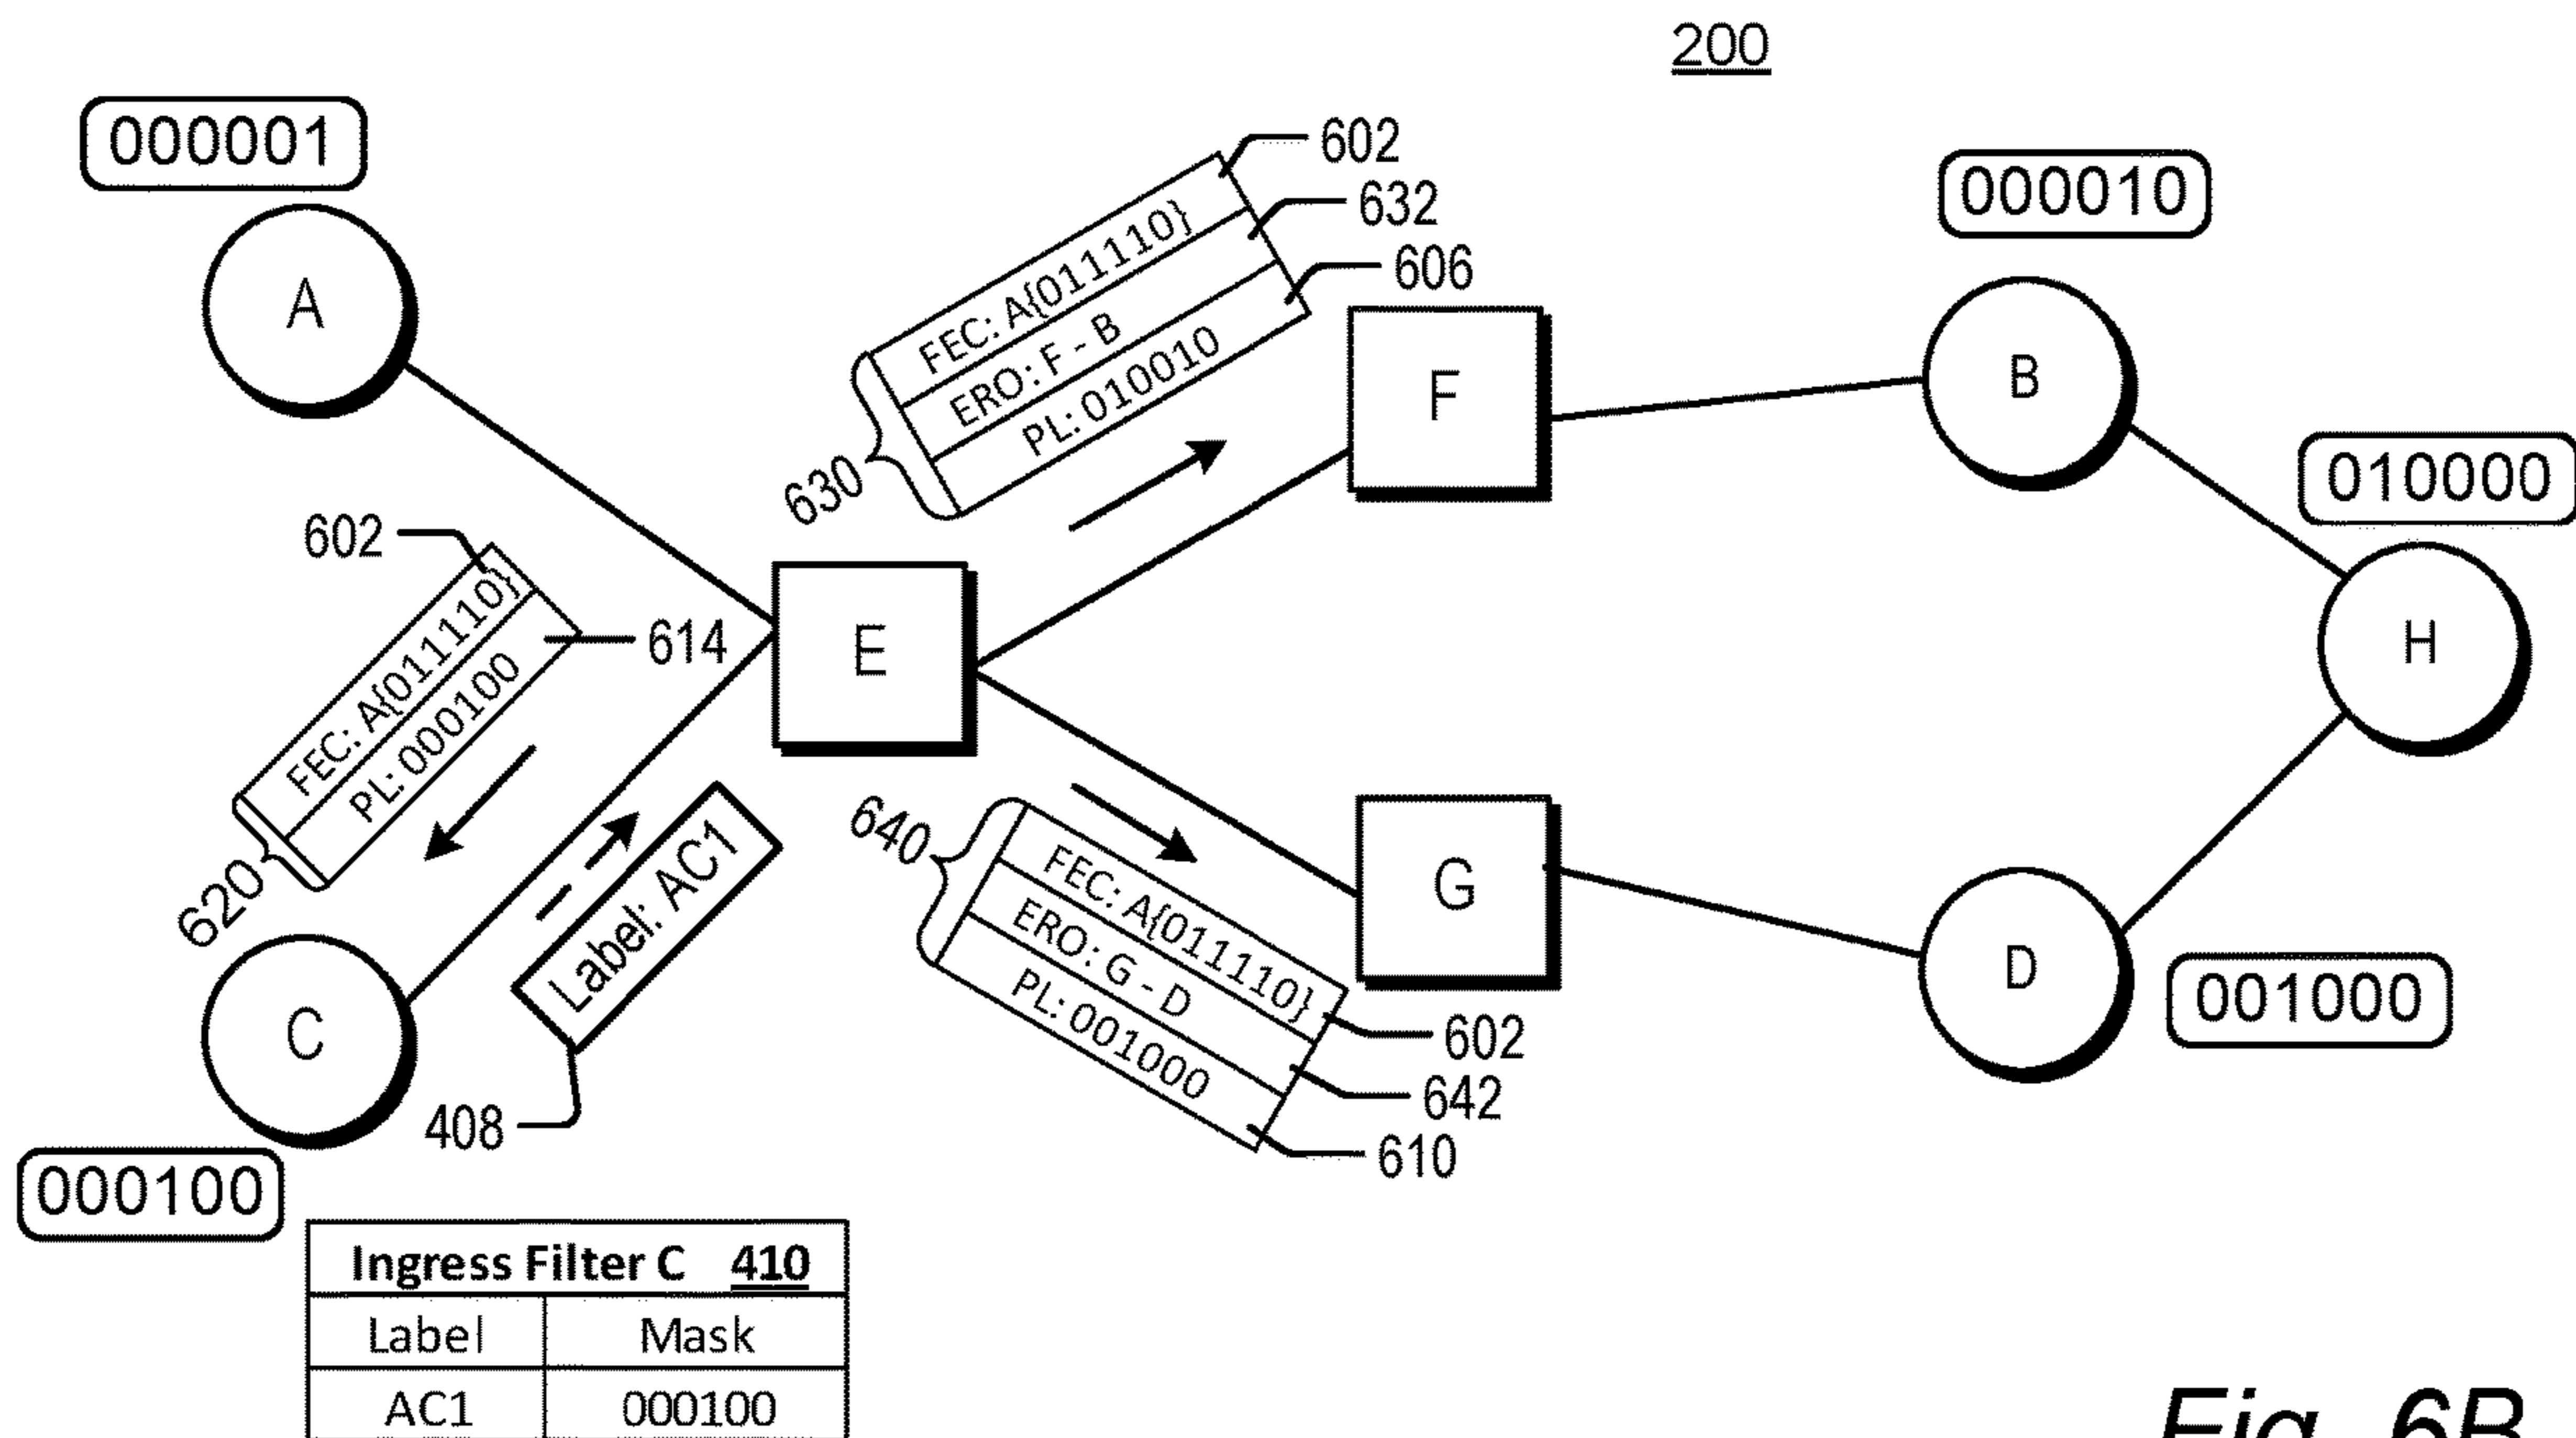 200
000001
A
602
632
606
FEC: A{011110}
ERO: F - B
PL: 010010
630
F
000010
B
010000
H
602
FEC: A{011110}
PL: 000100
614
620
E
C
000100
Label: AC1
408
640
FEC: A{011110}
ERO: G - D
PL: 001000
602
642
610
G
D
001000
Ingress Filter C 410
Label Mask
AC1 000100
Fig. 6B